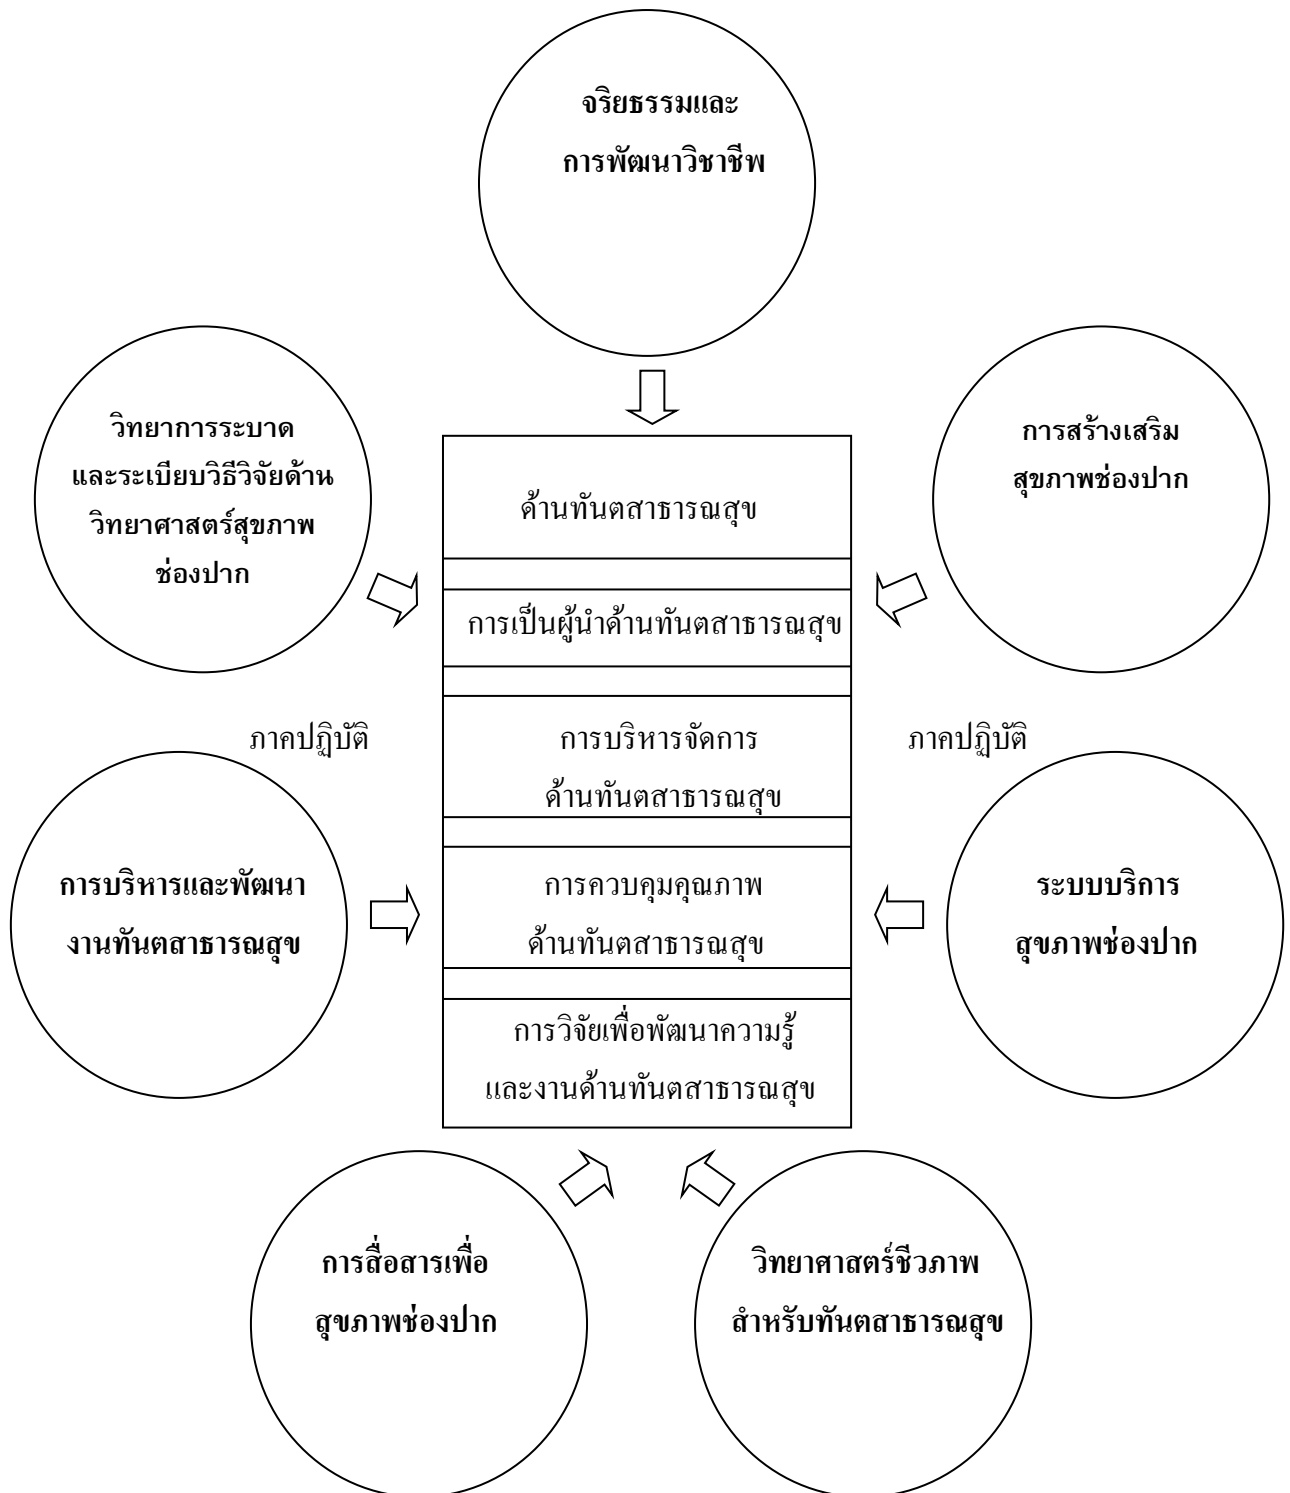 จริยธรรมและ
การพัฒนาวิชาชีพ
วิทยาการระบาด
และระเบียบวิธีวิจัยด้าน
วิทยาศาสตร์สุขภาพ
ช่องปาก
การสร้างเสริม
สุขภาพช่องปาก
ด้านทันตสาธารณสุข
การเป็นผู้นำด้านทันตสาธารณสุข
ภาคปฏิบัติ
การบริหารจัดการ
ด้านทันตสาธารณสุข
ภาคปฏิบัติ
การบริหารและพัฒนา
งานทันตสาธารณสุข
การควบคุมคุณภาพ
ด้านทันตสาธารณสุข
ระบบบริการ
สุขภาพช่องปาก
การวิจัยเพื่อพัฒนาความรู้
และงานด้านทันตสาธารณสุข
การสื่อสารเพื่อ
สุขภาพช่องปาก
วิทยาศาสตร์ชีวภาพ
สำหรับทันตสาธารณสุข